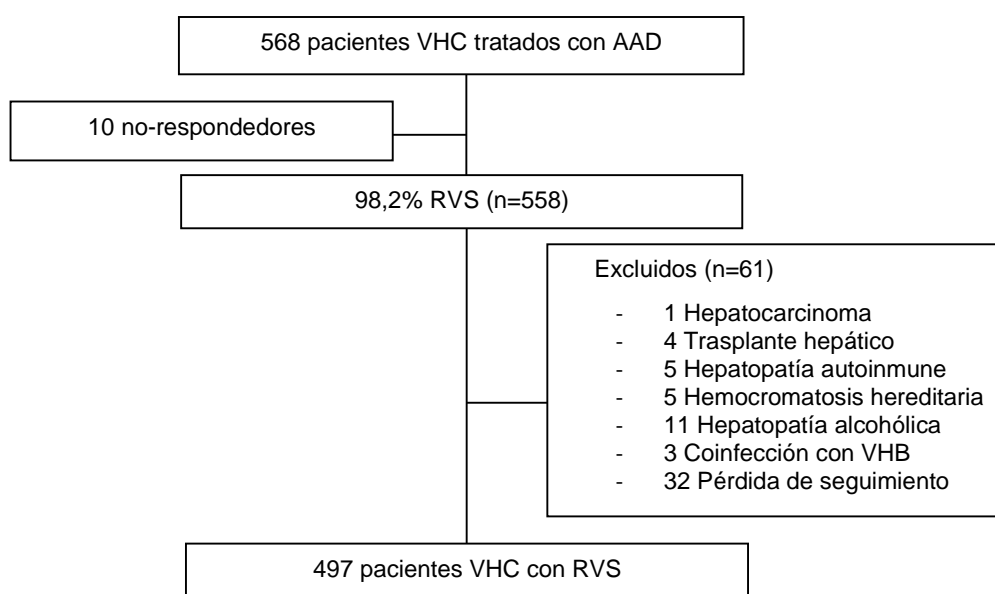 568 pacientes VHC tratados con AAD
10 no-respondedores
98,2% RVS (n=558)
Excluidos (n=61)
- 1 Hepatocarcinoma
- 4 Trasplante hepático
- 5 Hepatopatía autoinmune
- 5 Hemocromatosis hereditaria
- 11 Hepatopatía alcohólica
- 3 Coinfección con VHB
- 32 Pérdida de seguimiento
497 pacientes VHC con RVS